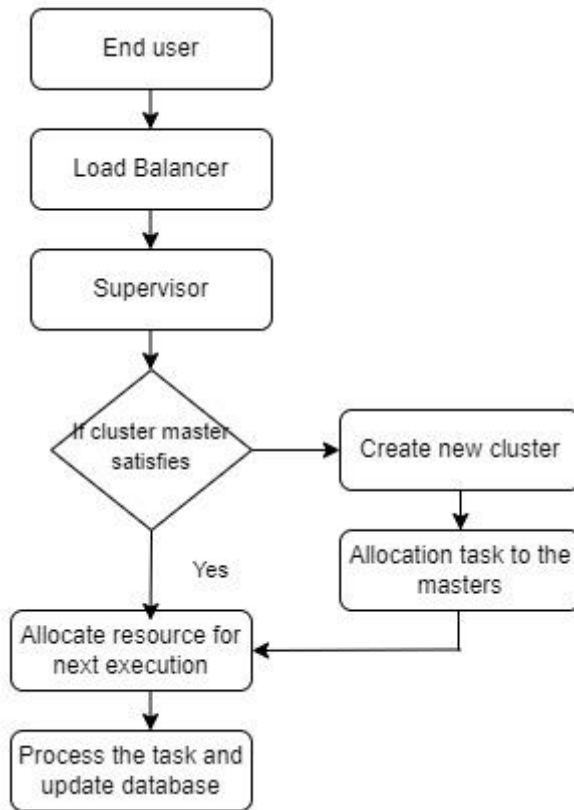 End user
Load Balancer
Supervisor
If cluster master
satisfies
Create new cluster
Allocation task to the
masters
Yes
Allocate resource for
next execution
Process the task and
update database